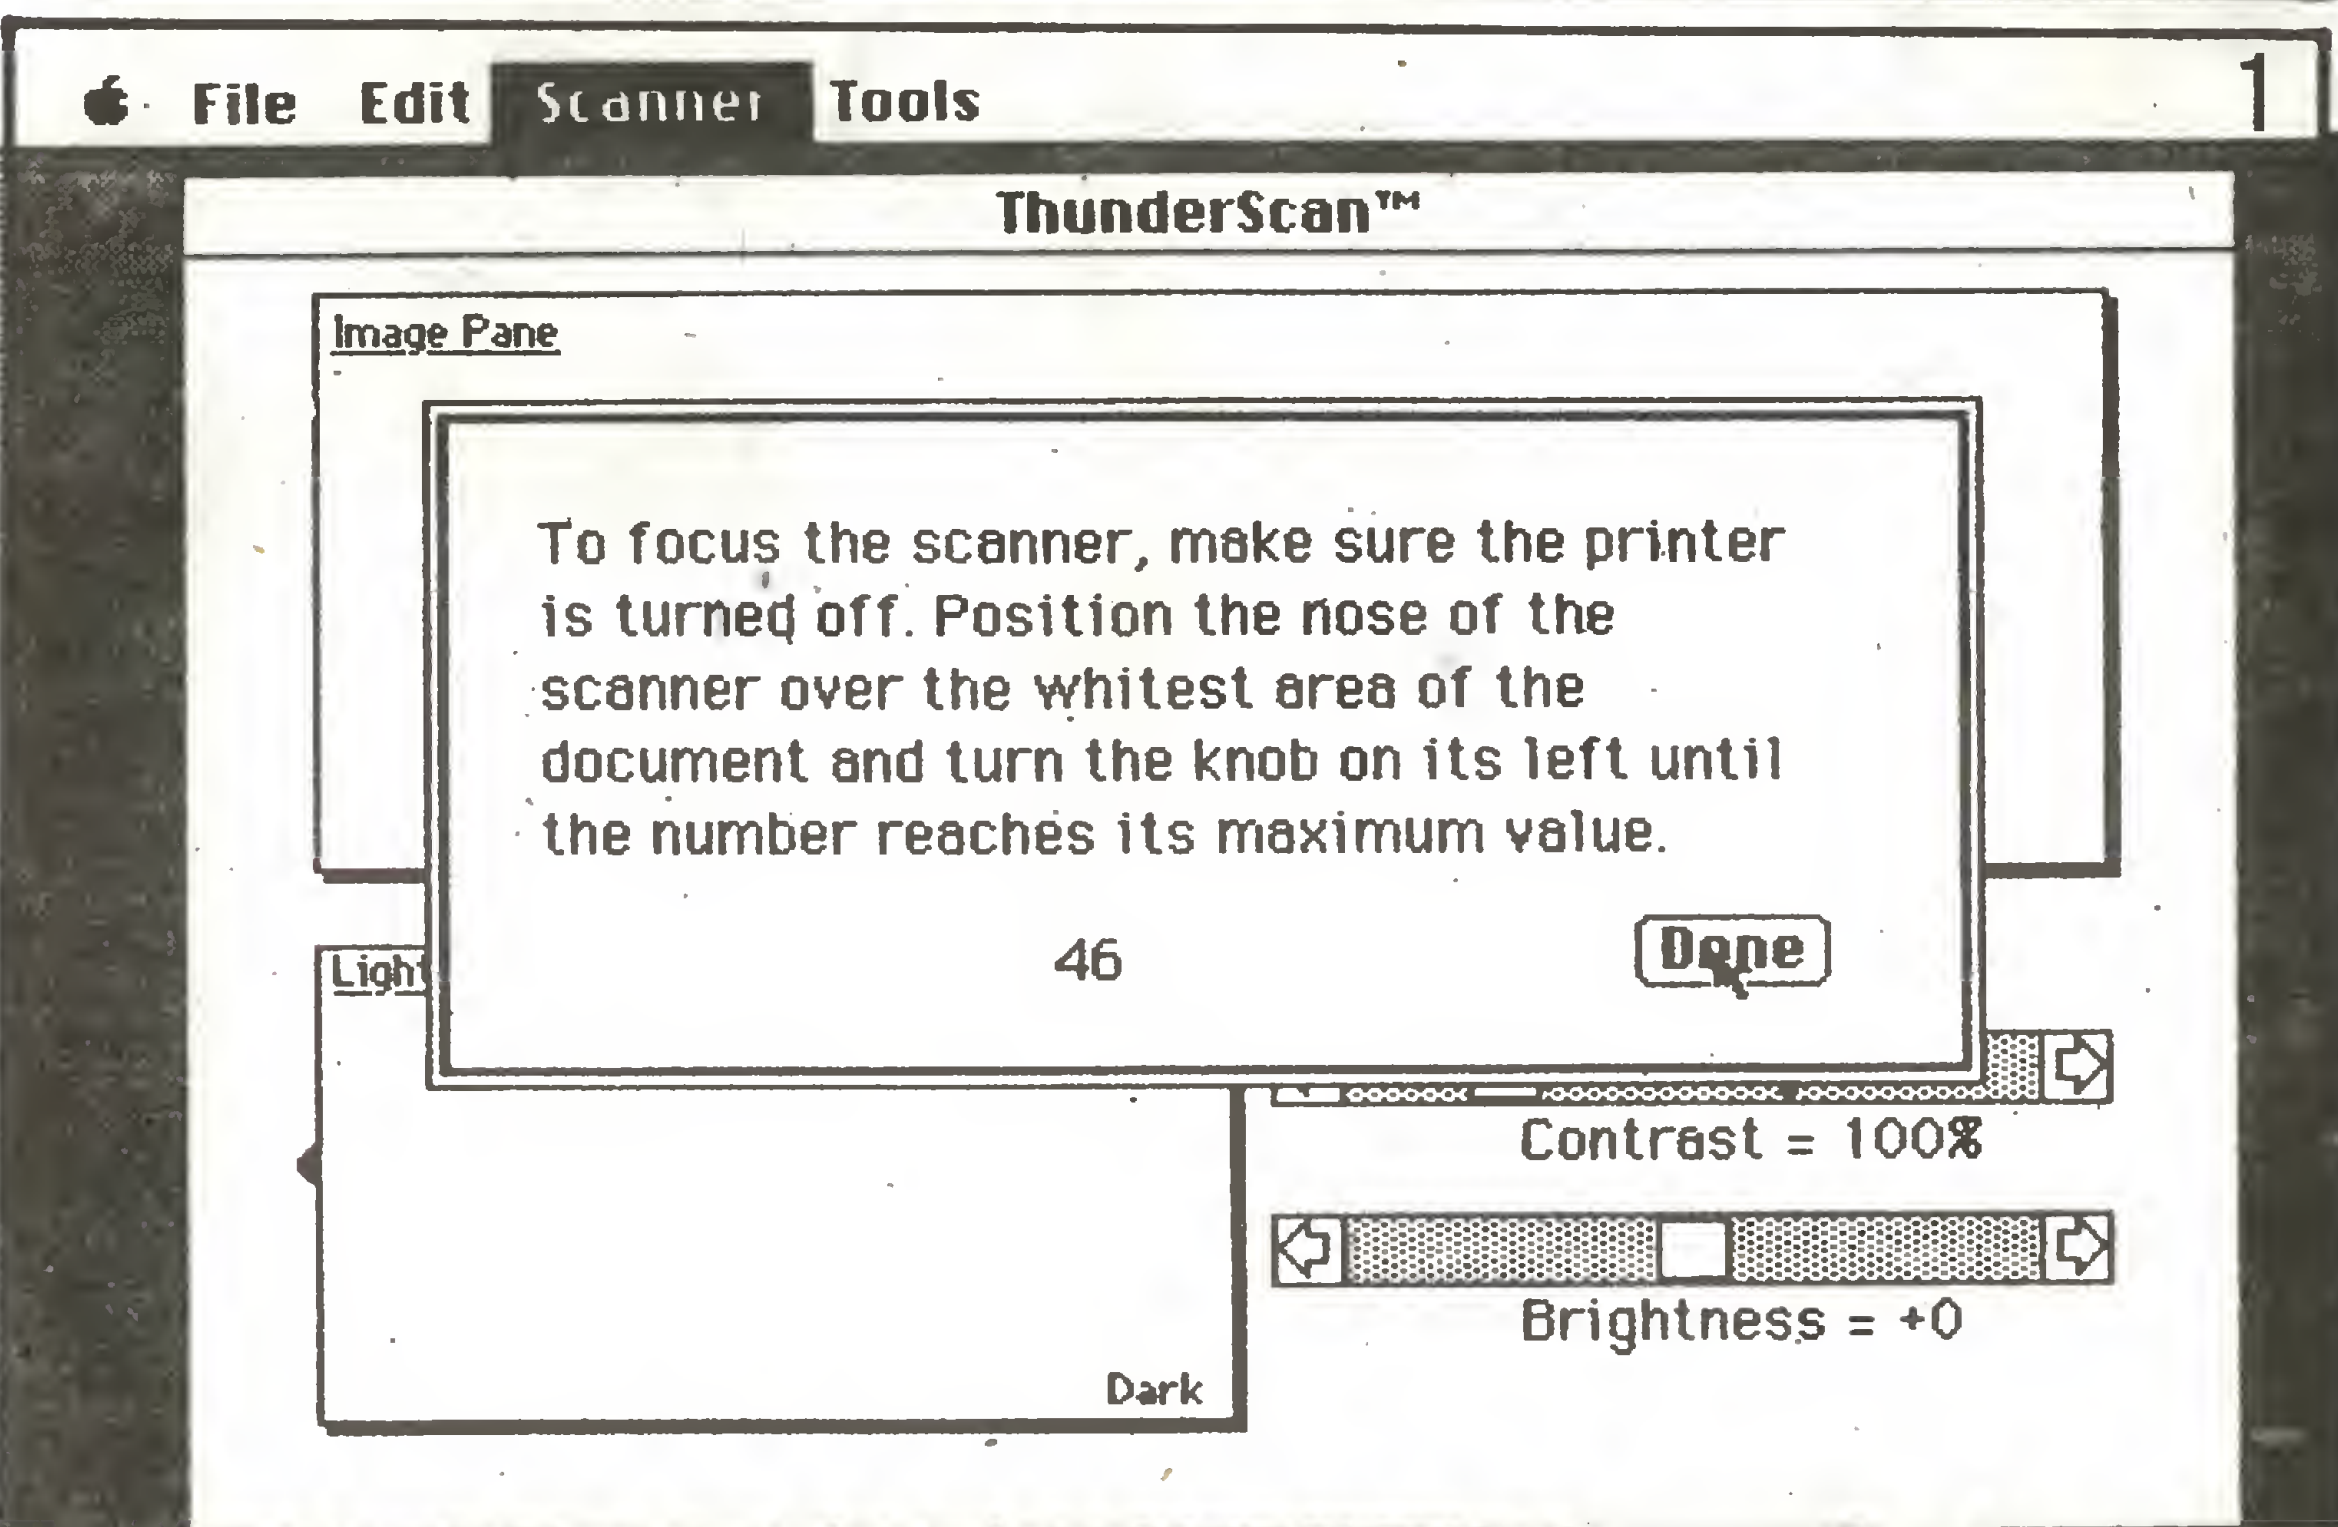 File Edit Scanner Tools 1
ThunderScan™
Image Pane
To focus the scanner, make sure the printer
is turned off. Position the nose of the
scanner over the whitest area of the
document and turn the knob on its left until
the number reaches its maximum value.
46 Done
Light
Contrast = 100%
Brightness = +0
Dark